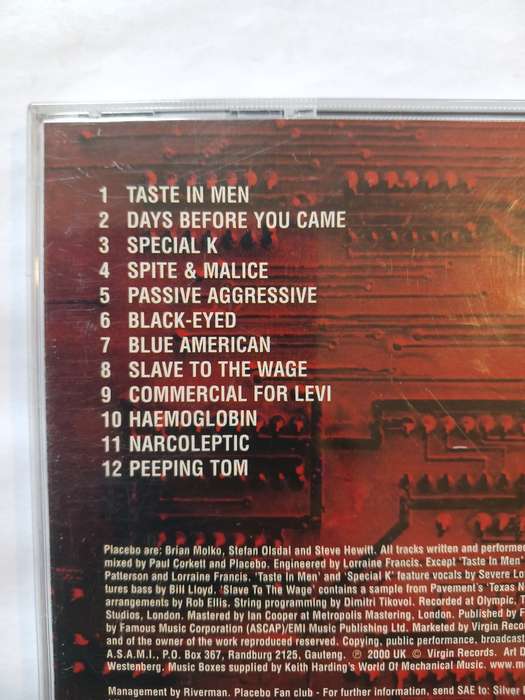 1 TASTE IN MEN
2 DAYS BEFORE YOU CAME
3 SPECIAL K
4 SPITE & MALICE
5 PASSIVE AGGRESSIVE
6 BLACK-EYED
7 BLUE AMERICAN
8 SLAVE TO THE WAGE
9 COMMERCIAL FOR LEVI
10 HAEMOGLOBIN
11 NARCOLEPTIC
12 PEEPING TOM
Placebo are: Brian Molko, Stefan Olsdal and Steve Hewitt. All tracks written and performe
mixed by Paul Corkett and Placebo. Engineered by Lorraine Francis. Except 'Taste In Men'
Patterson and Lorraine Francis. 'Taste in Men' and 'Special K' feature vocals by Severe Lo
tures bass by Bill Lloyd. 'Slave To The Wage' contains a sample from Pavement's 'Texas N
arrangements by Rob Ellis. String programming by Dimitri Tikovoi. Recorded at Olympic, T
Studios, London. Mastered by Ian Cooper at Metropolis Mastering, London. Published by F
by Famous Music Corporation (ASCAP)/EMI Music Publishing Ltd. Marketed by Virgin Recor
and of the owner of the work reproduced reserved. Copying, public performance, broadcast
A.S.A.M.I., P.O. Box 367, Randburg 2125, Gauteng. ℗ 2000 UK © Virgin Records. Art D
Westenberg. Music Boxes supplied by Keith Harding's World Of Mechanical Music. www.m
Management by Riverman. Placebo Fan club - For further information, send SAE to: Silver